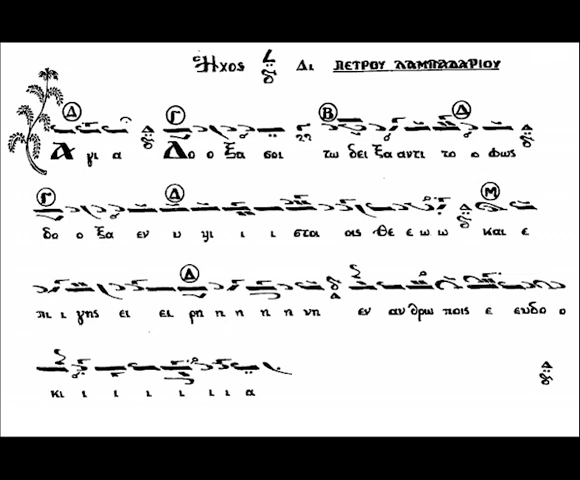 Ἦχος Δι ΠΕΤΡΟΥ ΛΑΜΠΑΔΑΡΙΟΥ
Δ Γ Β Δ
Α γι α Δο ο ξα σοι τω δει ξα αντι το ο φως
Γ Δ Μ
δο ο ξα εν υ ψι ι ι στοι οις Θε ε ω ω και ε
Δ
πι ι γης ει ει ρη η η η νη εν αν θρω ποις ε ευδο ο
κι ι ι ι ι ι ι α